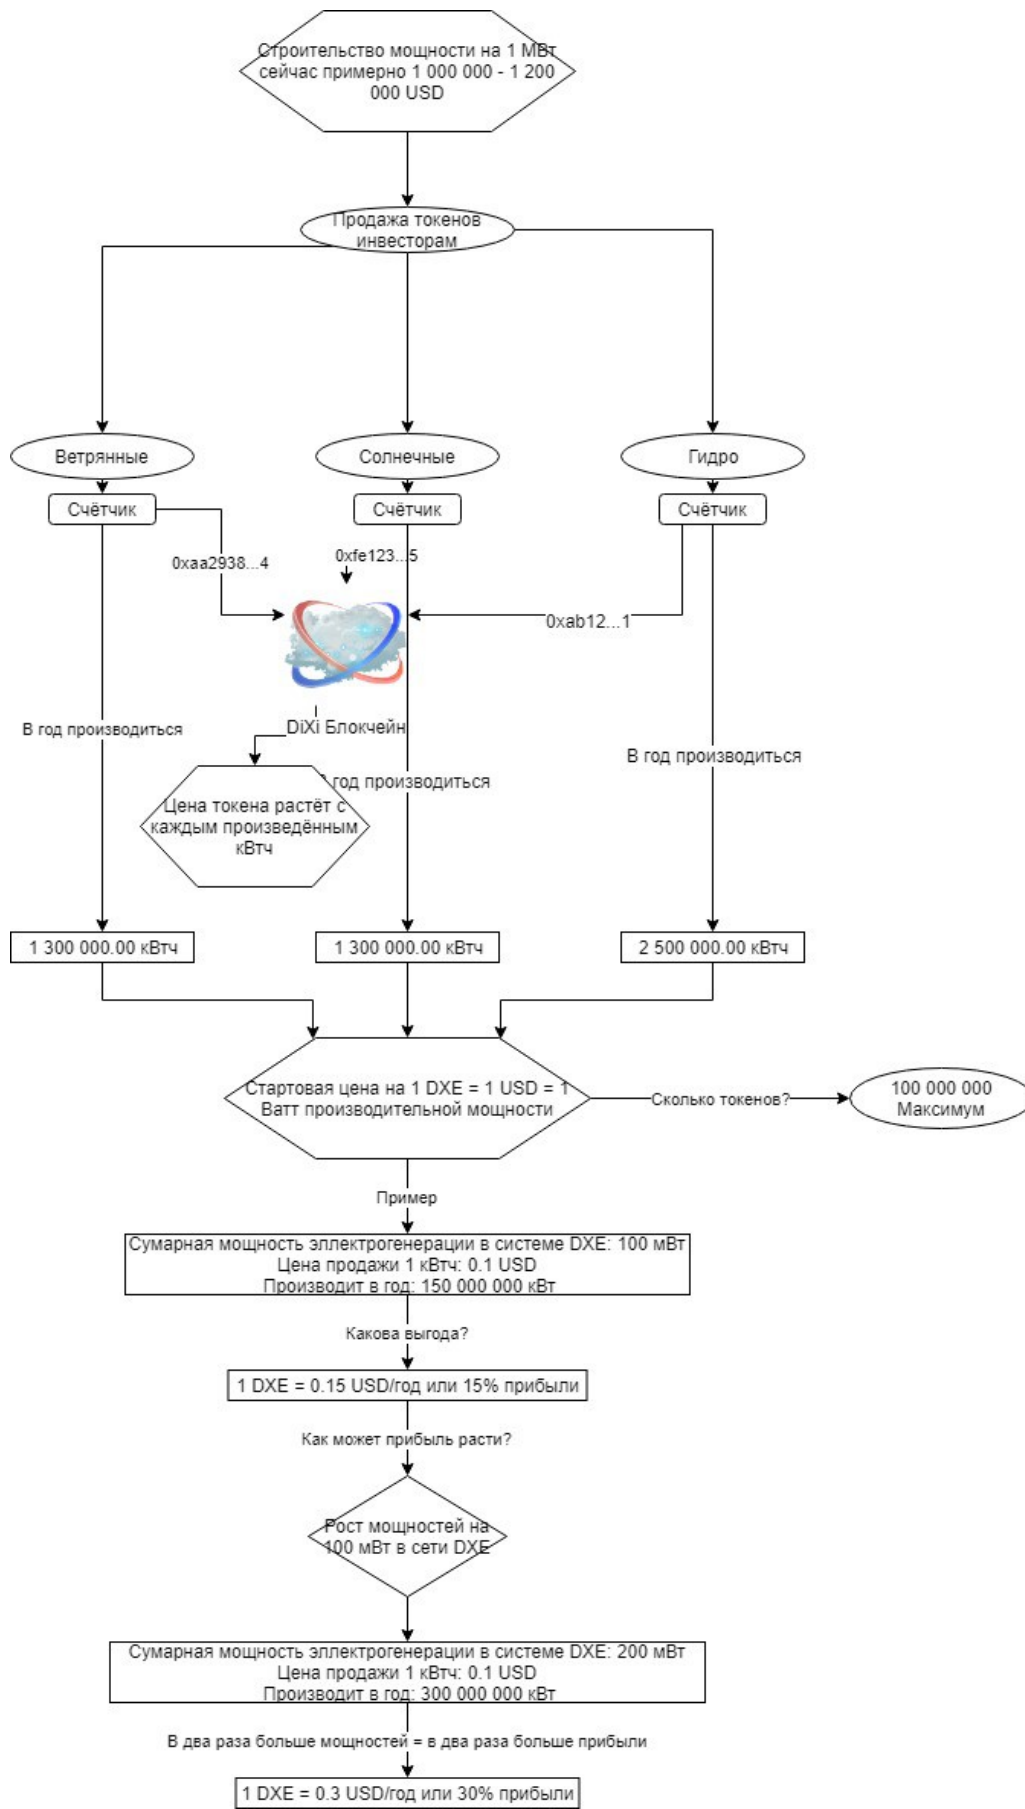 Строительство мощности на 1 МВт
сейчас примерно 1 000 000 - 1 200
000 USD
Продажа токенов
инвесторам
Ветрянные
Солнечные
Гидро
Счётчик
Счётчик
Счётчик
0xaa2938...4
0xfe123...5
0xab12...1
DiXi Блокчейн
В год производиться
год производиться
В год производиться
Цена токена растёт с
каждым произведённым
кВтч
1 300 000.00 кВтч
1 300 000.00 кВтч
2 500 000.00 кВтч
Стартовая цена на 1 DXE = 1 USD = 1
Ватт производительной мощности
Сколько токенов?
100 000 000
Максимум
Пример
Сумарная мощность эллектрогенерации в системе DXE: 100 мВт
Цена продажи 1 кВтч: 0.1 USD
Производит в год: 150 000 000 кВт
Какова выгода?
1 DXE = 0.15 USD/год или 15% прибыли
Как может прибыль расти?
Рост мощностей на
100 мВт в сети DXE
Сумарная мощность эллектрогенерации в системе DXE: 200 мВт
Цена продажи 1 кВтч: 0.1 USD
Производит в год: 300 000 000 кВт
В два раза больше мощностей = в два раза больше прибыли
1 DXE = 0.3 USD/год или 30% прибыли